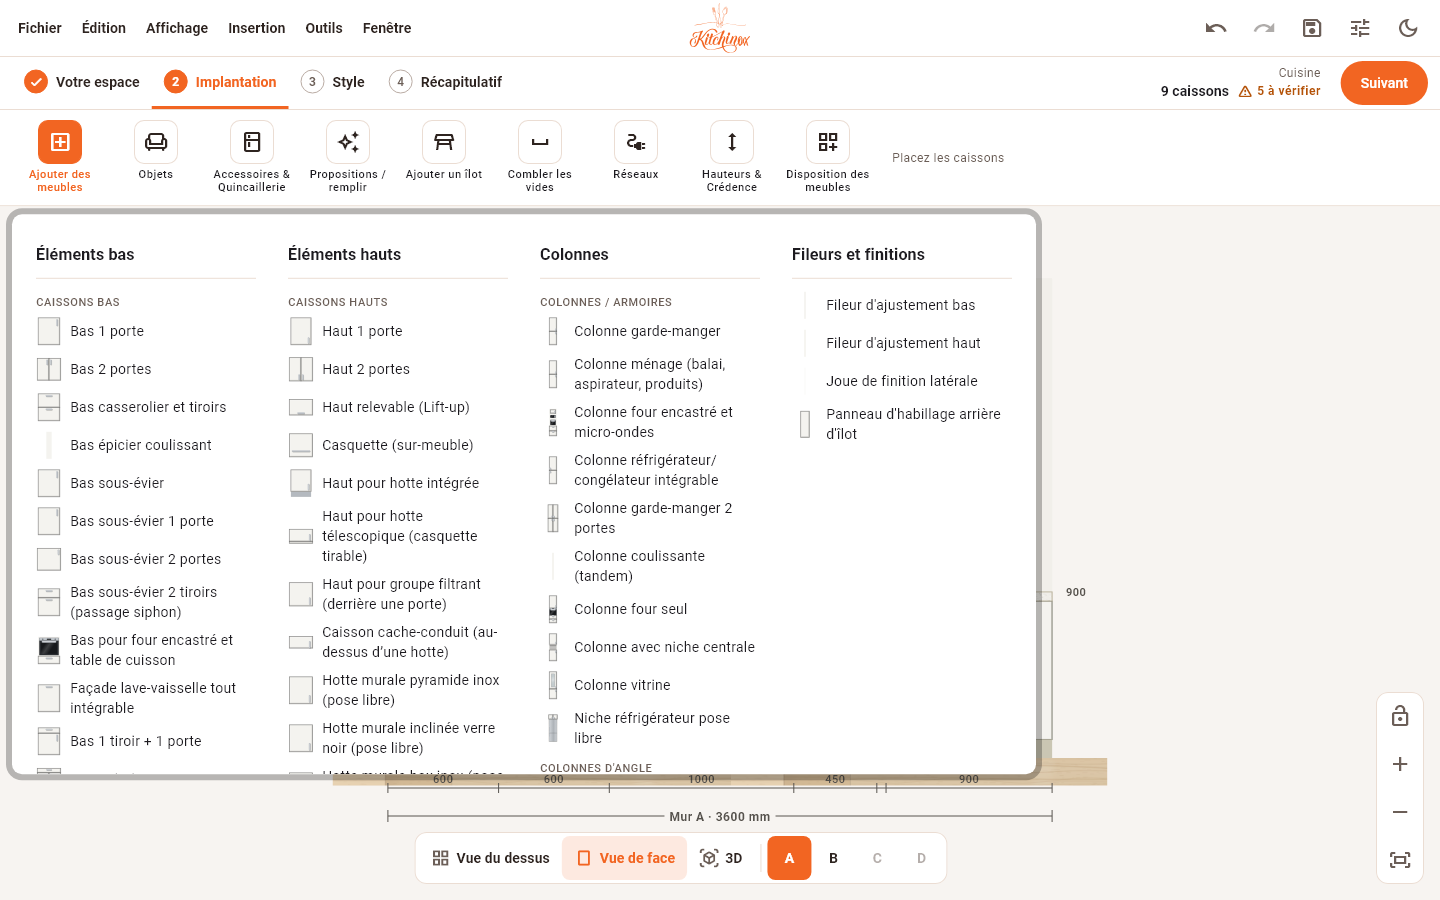 Fichier Édition Affichage Insertion Outils Fenêtre
Kitchinox
Votre espace
2 Implantation
3 Style
4 Récapitulatif
Cuisine
9 caissons 5 à vérifier
Suivant
Ajouter des
meubles
Objets
Accessoires &
Quincaillerie
Propositions /
remplir
Ajouter un îlot
Combler les
vides
Réseaux
Hauteurs &
Crédence
Disposition des
meubles
Placez les caissons
Éléments bas
CAISSONS BAS
Bas 1 porte
Bas 2 portes
Bas casserolier et tiroirs
Bas épicier coulissant
Bas sous-évier
Bas sous-évier 1 porte
Bas sous-évier 2 portes
Bas sous-évier 2 tiroirs
(passage siphon)
Bas pour four encastré et
table de cuisson
Façade lave-vaisselle tout
intégrable
Bas 1 tiroir + 1 porte
Éléments hauts
CAISSONS HAUTS
Haut 1 porte
Haut 2 portes
Haut relevable (Lift-up)
Casquette (sur-meuble)
Haut pour hotte intégrée
Haut pour hotte
télescopique (casquette
tirable)
Haut pour groupe filtrant
(derrière une porte)
Caisson cache-conduit (au-
dessus d’une hotte)
Hotte murale pyramide inox
(pose libre)
Hotte murale inclinée verre
noir (pose libre)
Hotte murale box inox (pose
Colonnes
COLONNES / ARMOIRES
Colonne garde-manger
Colonne ménage (balai,
aspirateur, produits)
Colonne four encastré et
micro-ondes
Colonne réfrigérateur/
congélateur intégrable
Colonne garde-manger 2
portes
Colonne coulissante
(tandem)
Colonne four seul
Colonne avec niche centrale
Colonne vitrine
Niche réfrigérateur pose
libre
COLONNES D'ANGLE
Fileurs et finitions
Fileur d'ajustement bas
Fileur d'ajustement haut
Joue de finition latérale
Panneau d'habillage arrière
d'îlot
900
600 600 1000 450 900
Mur A · 3600 mm
Vue du dessus Vue de face 3D A B C D